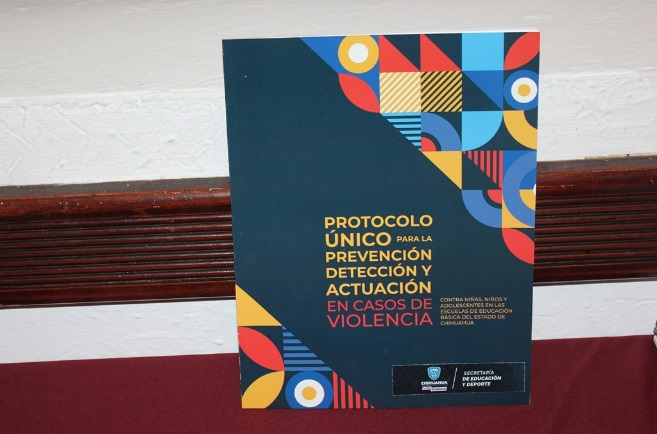 PROTOCOLO
ÚNICO PARA LA
PREVENCIÓN
DETECCIÓN Y
ACTUACIÓN
EN CASOS DE
VIOLENCIA
CONTRA NIÑAS, NIÑOS Y
ADOLESCENTES EN LAS
ESCUELAS DE EDUCACIÓN
BÁSICA DEL ESTADO DE
CHIHUAHUA
CHIHUAHUA
SECRETARÍA
DE EDUCACIÓN
Y DEPORTE